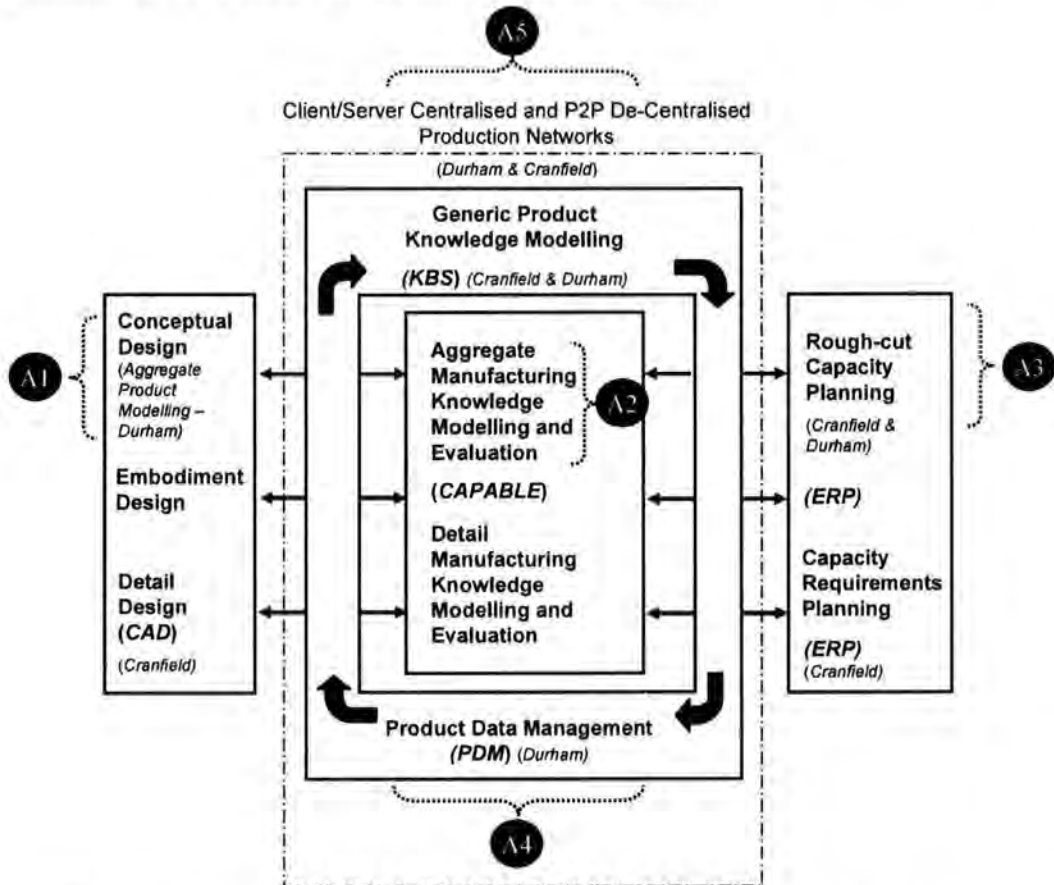 A5
Client/Server Centralised and P2P De-Centralised
Production Networks
(Durham & Cranfield)
Generic Product
Knowledge Modelling
(KBS) (Cranfield & Durham)
A1
Conceptual
Design
(Aggregate
Product
Modelling –
Durham)
Embodiment
Design
Detail
Design
(CAD)
(Cranfield)
Aggregate
Manufacturing
Knowledge
Modelling and
Evaluation
A2
(CAPABLE)
Detail
Manufacturing
Knowledge
Modelling and
Evaluation
Rough-cut
Capacity
Planning
(Cranfield &
Durham)
A3
(ERP)
Capacity
Requirements
Planning
(ERP)
(Cranfield)
Product Data Management
(PDM) (Durham)
A4